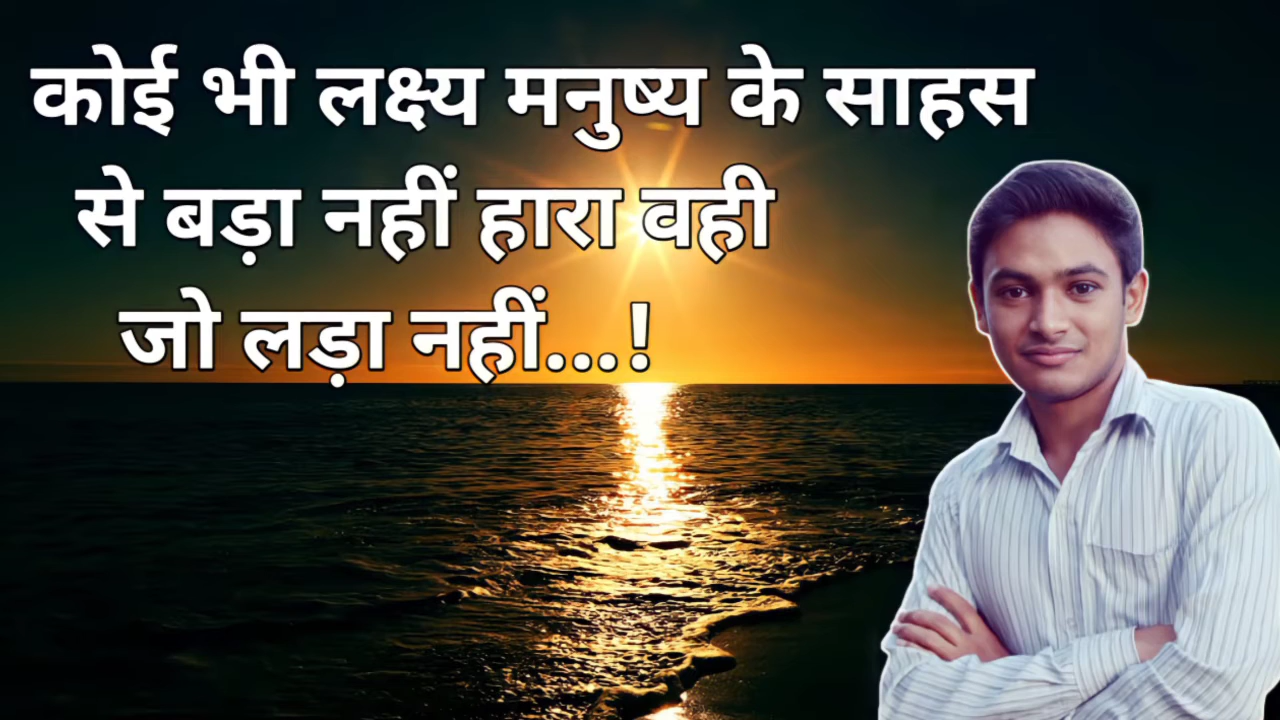 कोई भी लक्ष्य मनुष्य के साहस
से बड़ा नहीं हारा वही
जो लड़ा नहीं...!